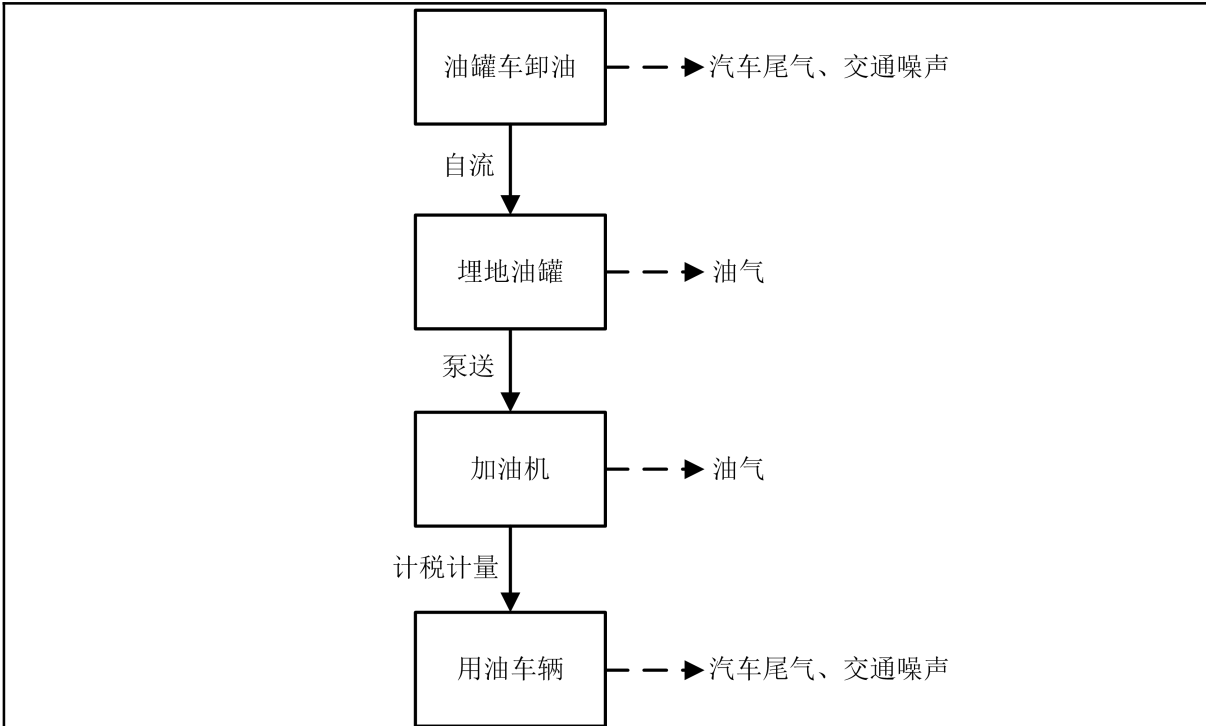 油罐车卸油
汽车尾气、交通噪声
自流
埋地油罐
油气
泵送
加油机
油气
计税计量
用油车辆
汽车尾气、交通噪声